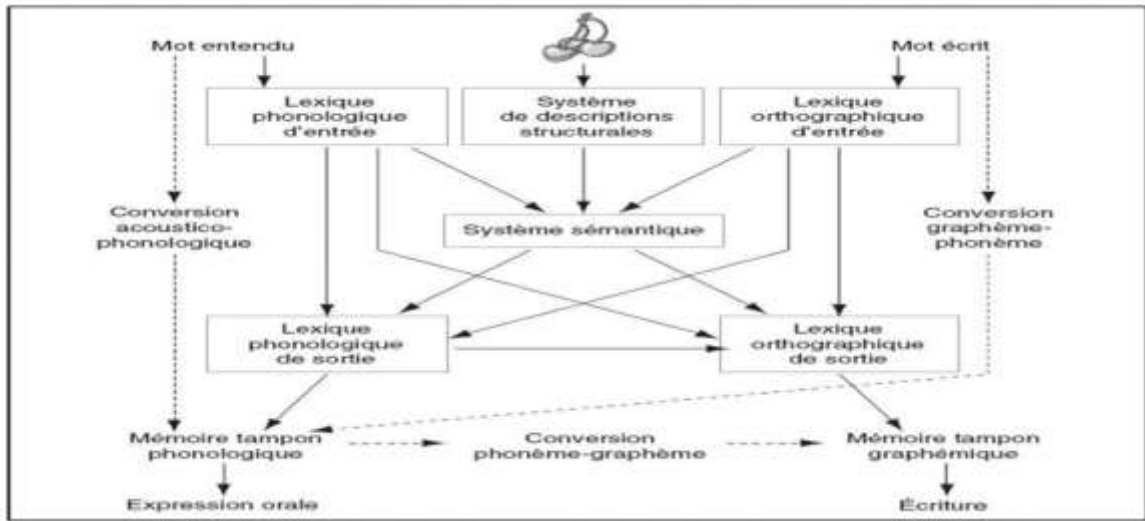 Mot entendu
Mot écrit
Lexique
phonologique
d'entrée
Système
de descriptions
structurales
Lexique
orthographique
d'entrée
Conversion
acoustico-
phonologique
Système sémantique
Conversion
graphème-
phonème
Lexique
phonologique
de sortie
Lexique
orthographique
de sortie
Mémoire tampon
phonologique
Conversion
phonème-graphème
Mémoire tampon
graphémique
Expression orale
Écriture